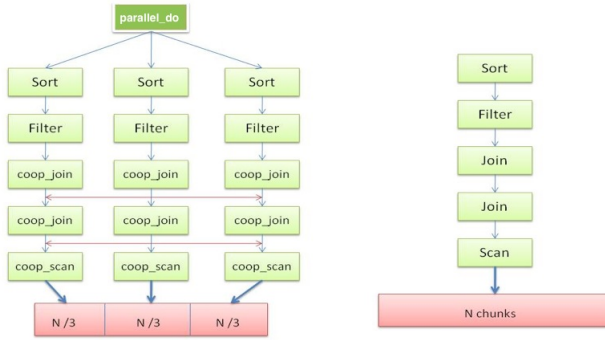 parallel_do
Sort Sort Sort
Filter Filter Filter
coop_join coop_join coop_join
coop_join coop_join coop_join
coop_scan coop_scan coop_scan
N /3 N /3 N /3
Sort
Filter
Join
Join
Scan
N chunks